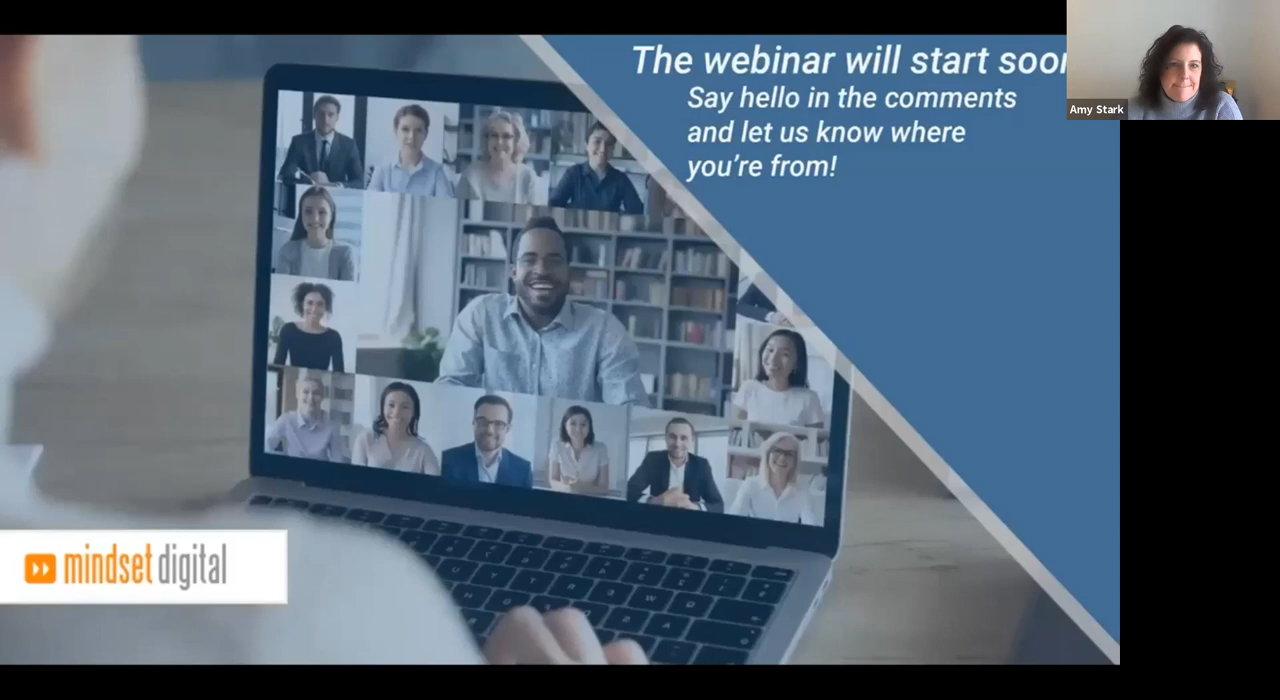 The webinar will start soon
Say hello in the comments
and let us know where
you're from!
Amy Stark
mindset digital